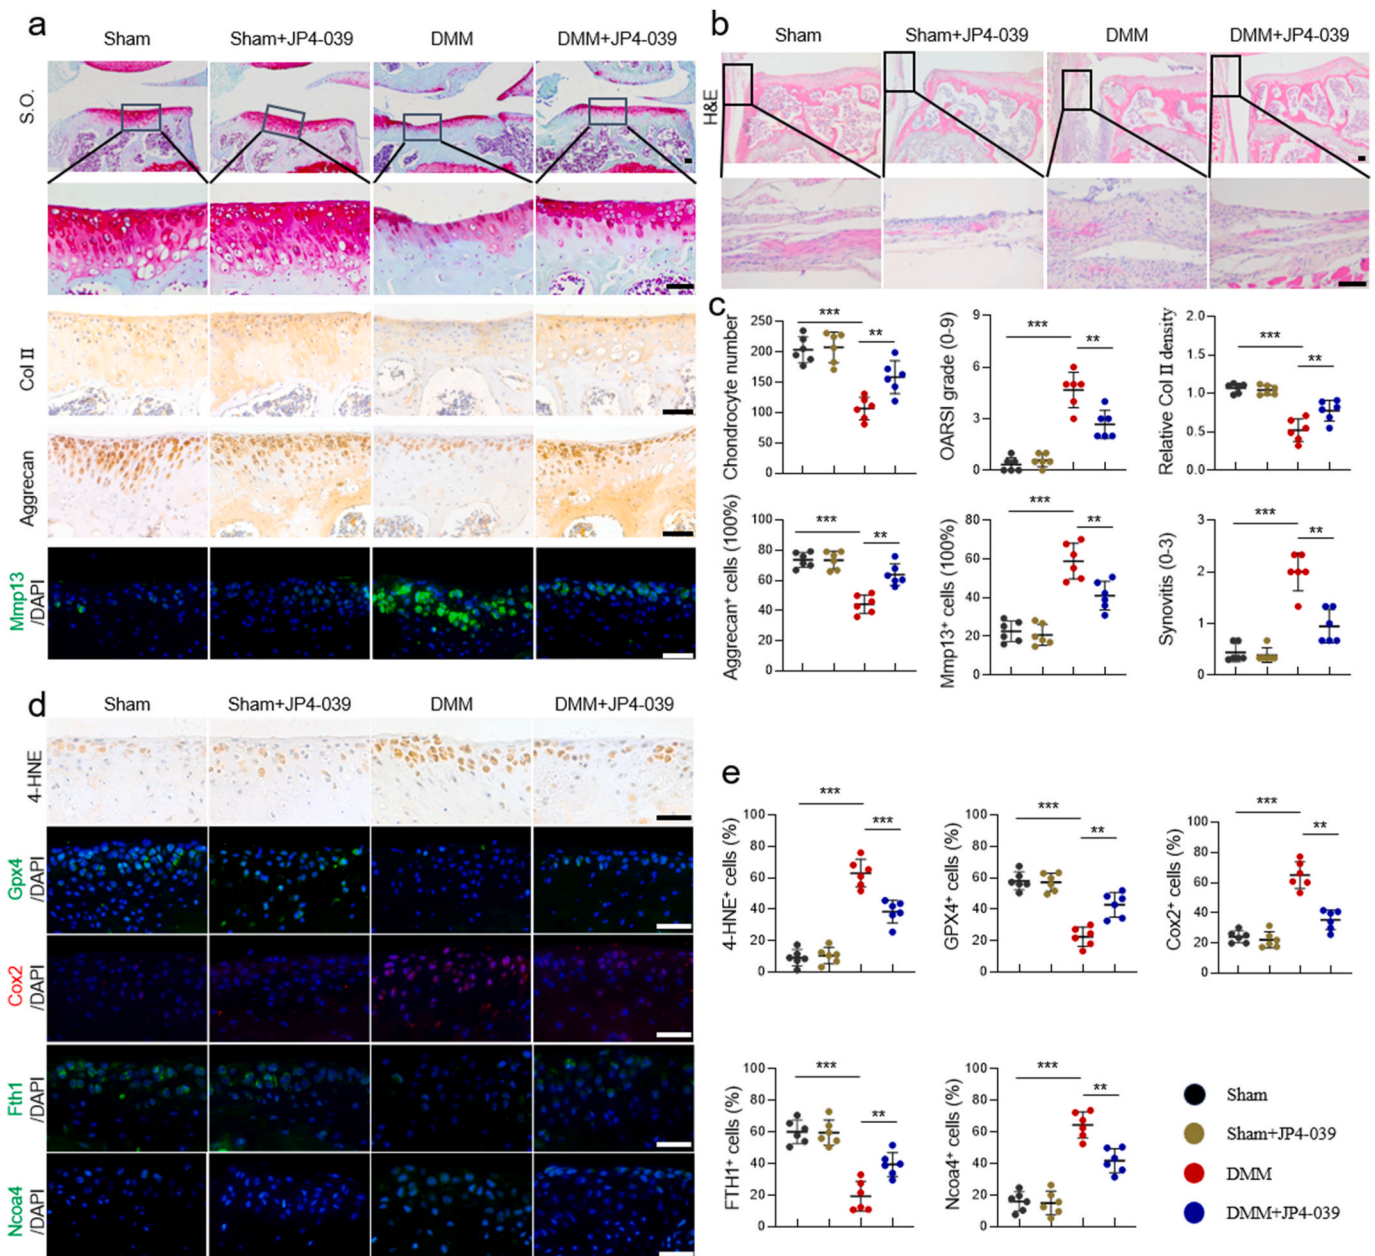 a
Sham Sham+JP4-039 DMM DMM+JP4-039
S.O.
Col II
Aggrecan
Mmp13
/DAPI
b
Sham Sham+JP4-039 DMM DMM+JP4-039
H&E
c
Chondrocyte number
250
200
150
100
50
0
*** **
OARSI grade (0-9)
9
6
3
0
*** **
Relative Col II density
2.0
1.5
1.0
0.5
0.0
*** **
Aggrecan⁺ cells (100%)
100
80
60
40
20
0
*** **
Mmp13⁺ cells (100%)
80
60
40
20
0
*** **
Synovitis (0-3)
3
2
1
0
*** **
d
Sham Sham+JP4-039 DMM DMM+JP4-039
4-HNE
Gpx4
/DAPI
Cox2
/DAPI
Fth1
/DAPI
Ncoa4
/DAPI
e
4-HNE⁺ cells (%)
100
80
60
40
20
0
*** ***
GPX4⁺ cells (%)
100
80
60
40
20
0
*** **
Cox2⁺ cells (%)
100
80
60
40
20
0
*** **
FTH1⁺ cells (%)
100
80
60
40
20
0
*** **
Ncoa4⁺ cells (%)
100
80
60
40
20
0
*** **
Sham
Sham+JP4-039
DMM
DMM+JP4-039